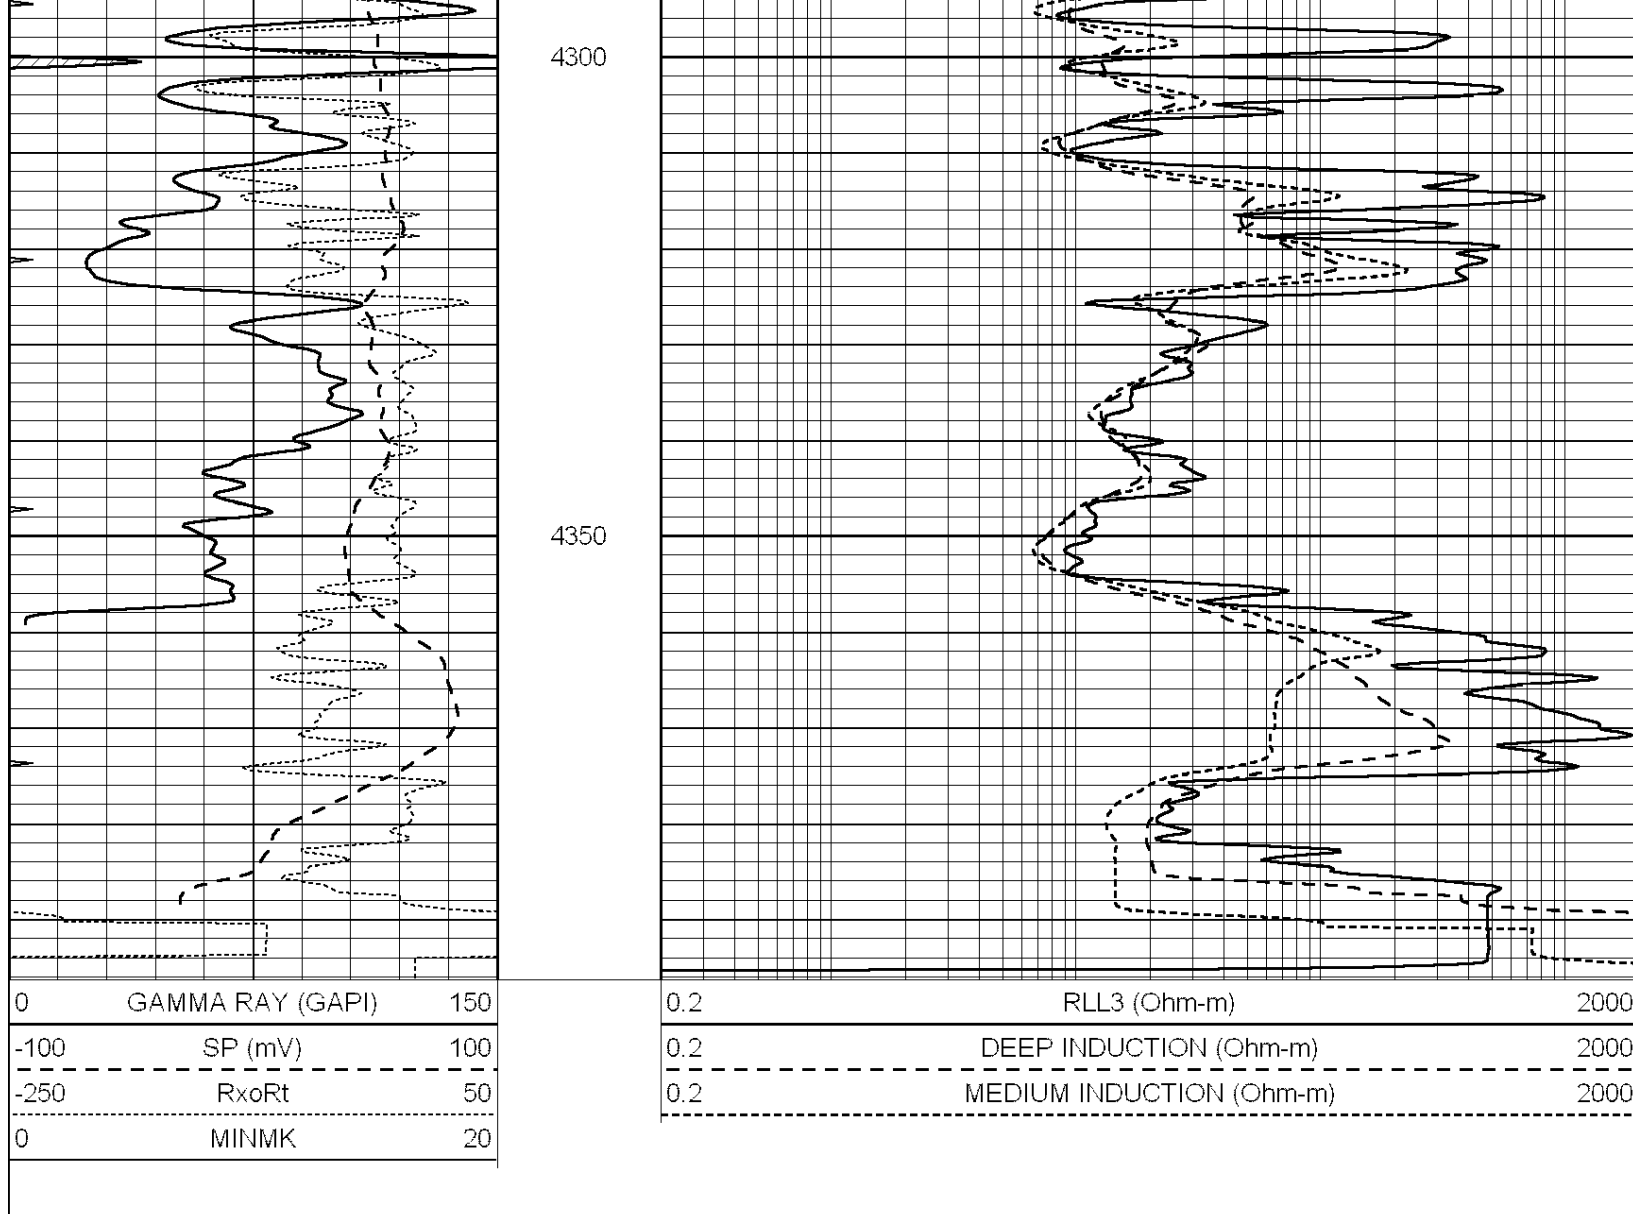 4300
4350
0 GAMMA RAY (GAPI) 150
0.2 RLL3 (Ohm-m) 2000
-100 SP (mV) 100
0.2 DEEP INDUCTION (Ohm-m) 2000
-250 RxoRt 50
0.2 MEDIUM INDUCTION (Ohm-m) 2000
0 MINMK 20